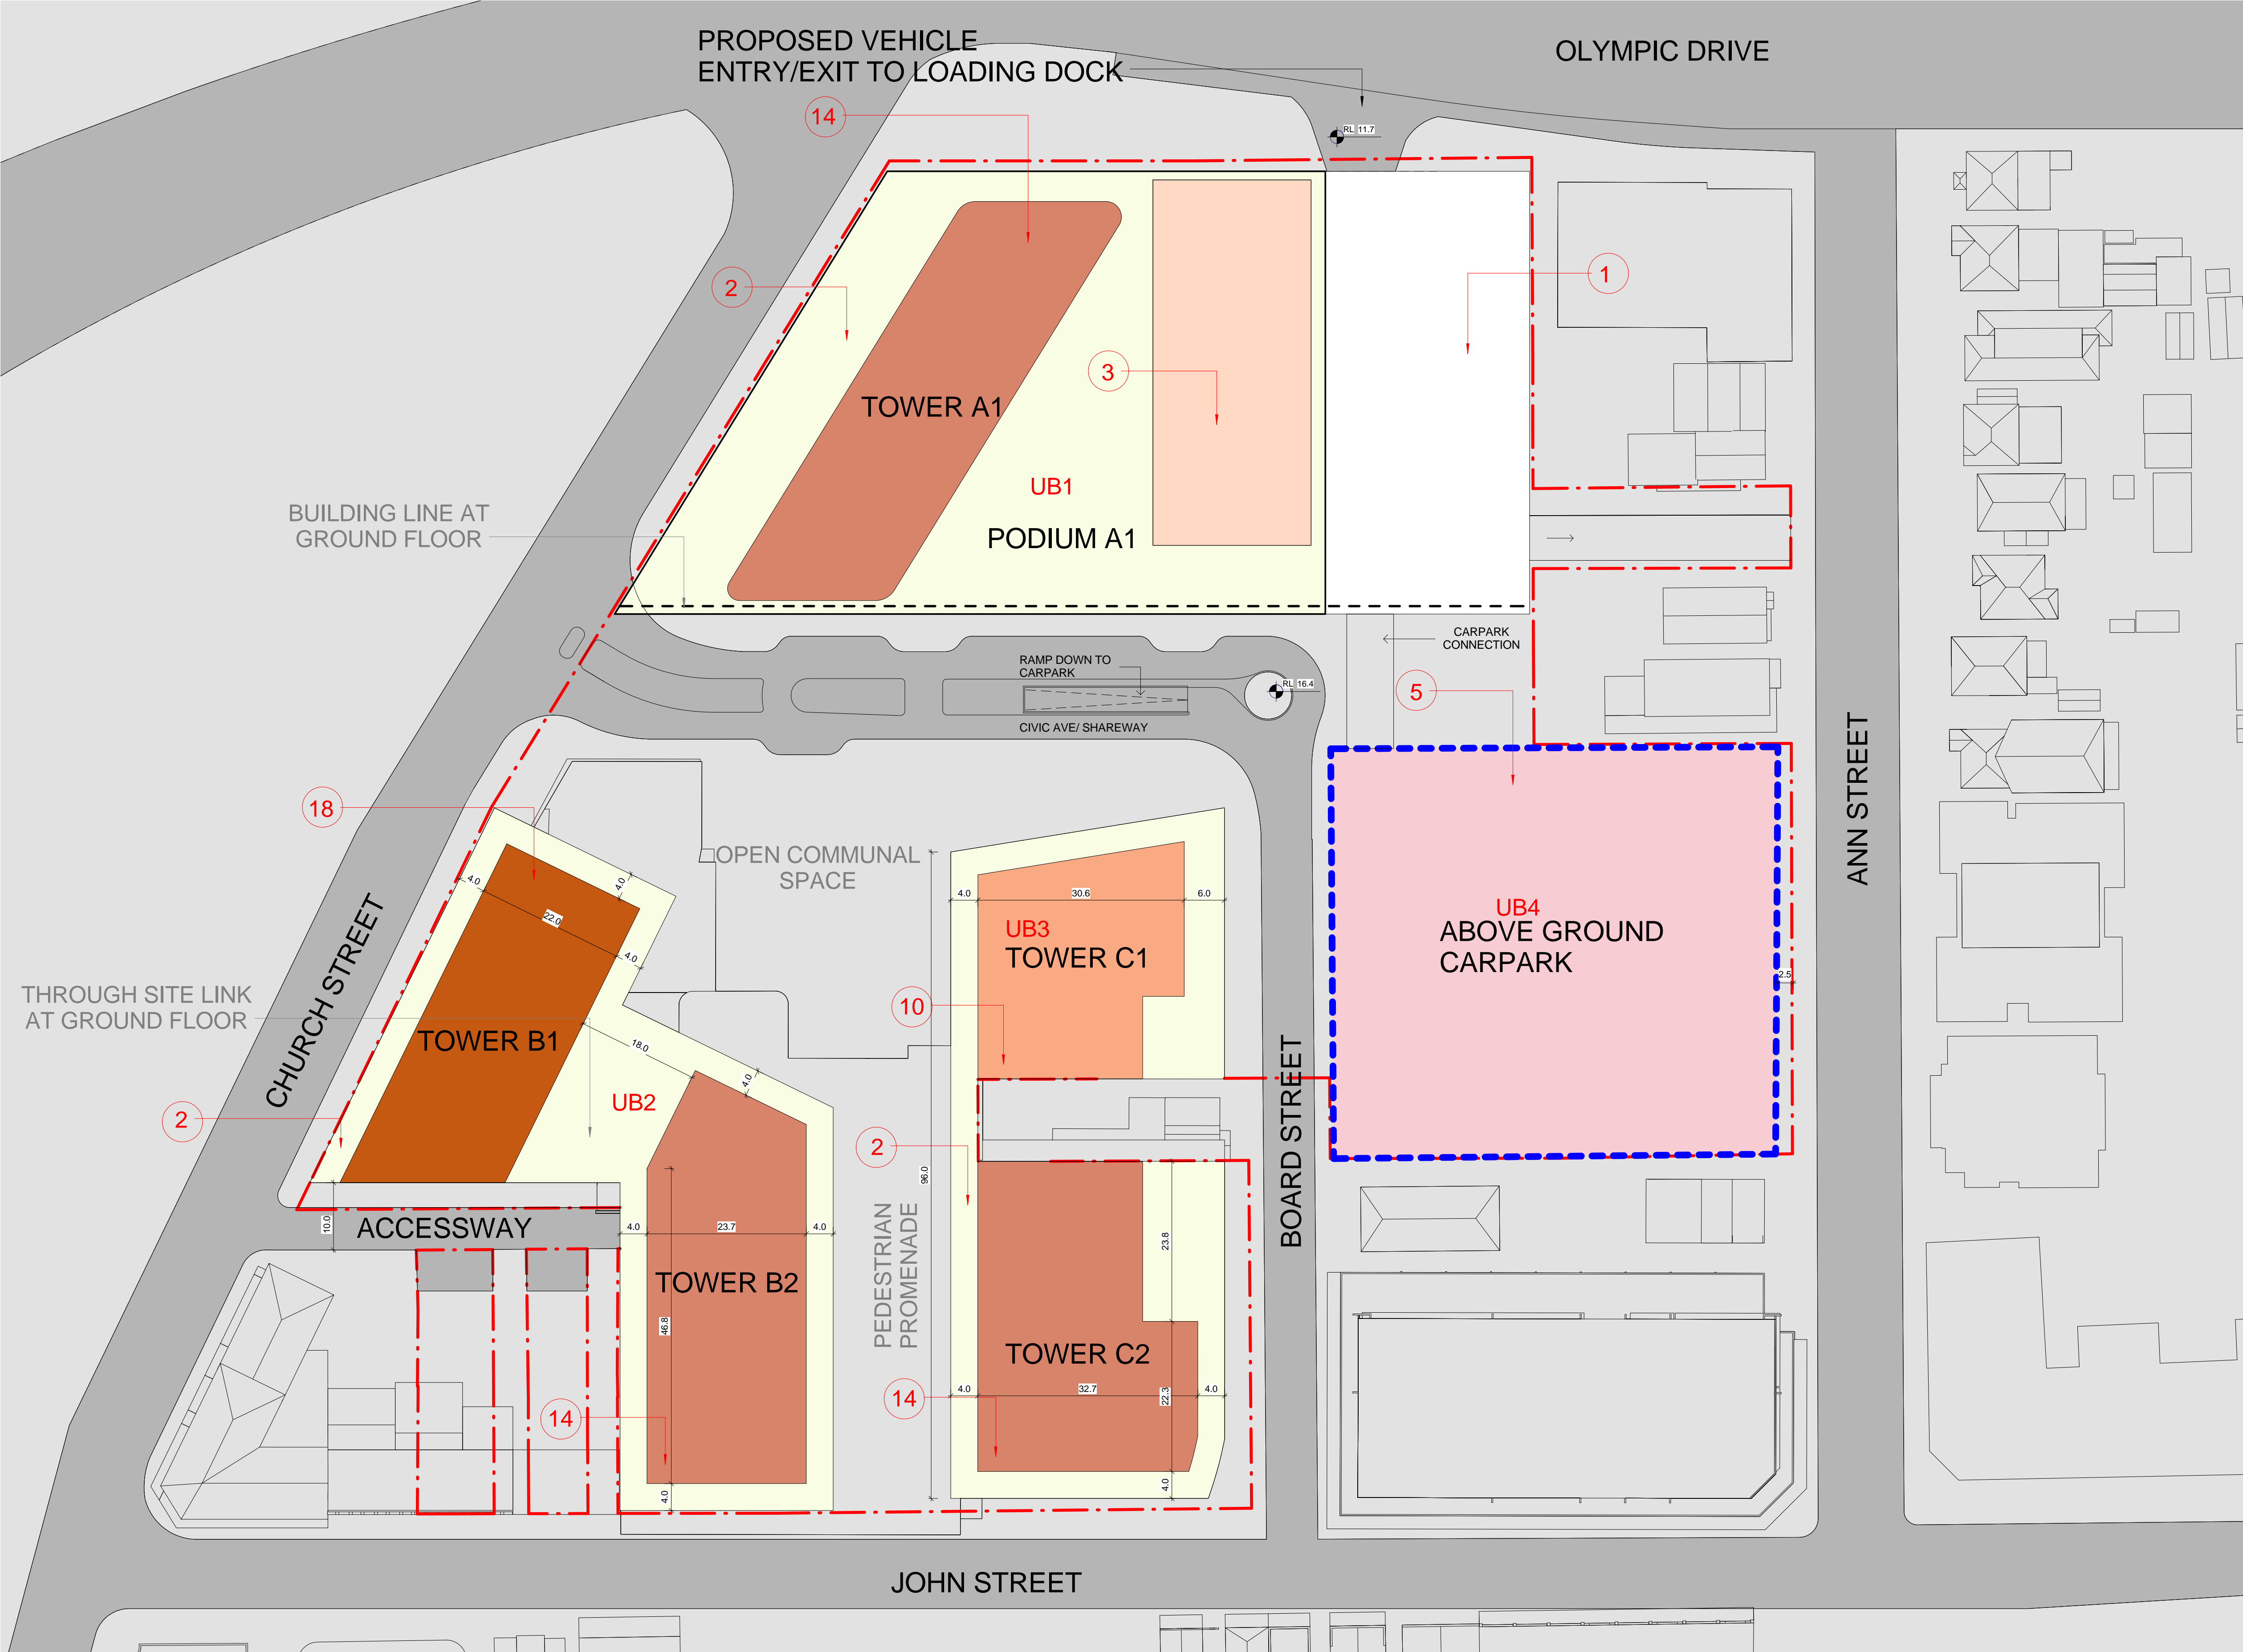 PROPOSED VEHICLE
ENTRY/EXIT TO LOADING DOCK
OLYMPIC DRIVE
14
RL 11.7
2
1
3
TOWER A1
UB1
PODIUM A1
BUILDING LINE AT
GROUND FLOOR
CARPARK
CONNECTION
RAMP DOWN TO
CARPARK
RL 16.4
5
CIVIC AVE/ SHAREWAY
ANN STREET
18
OPEN COMMUNAL
SPACE
4.0
4.0
22.0
4.0
4.0
30.6
6.0
UB3
TOWER C1
UB4
ABOVE GROUND
CARPARK
2.5
CHURCH STREET
THROUGH SITE LINK
AT GROUND FLOOR
10
TOWER B1
18.0
4.0
UB2
2
2
96.0
BOARD STREET
10.0
ACCESSWAY
4.0
23.7
4.0
PEDESTRIAN
PROMENADE
23.8
TOWER B2
46.8
TOWER C2
14
14
4.0
32.7
4.0
22.3
4.0
4.0
JOHN STREET